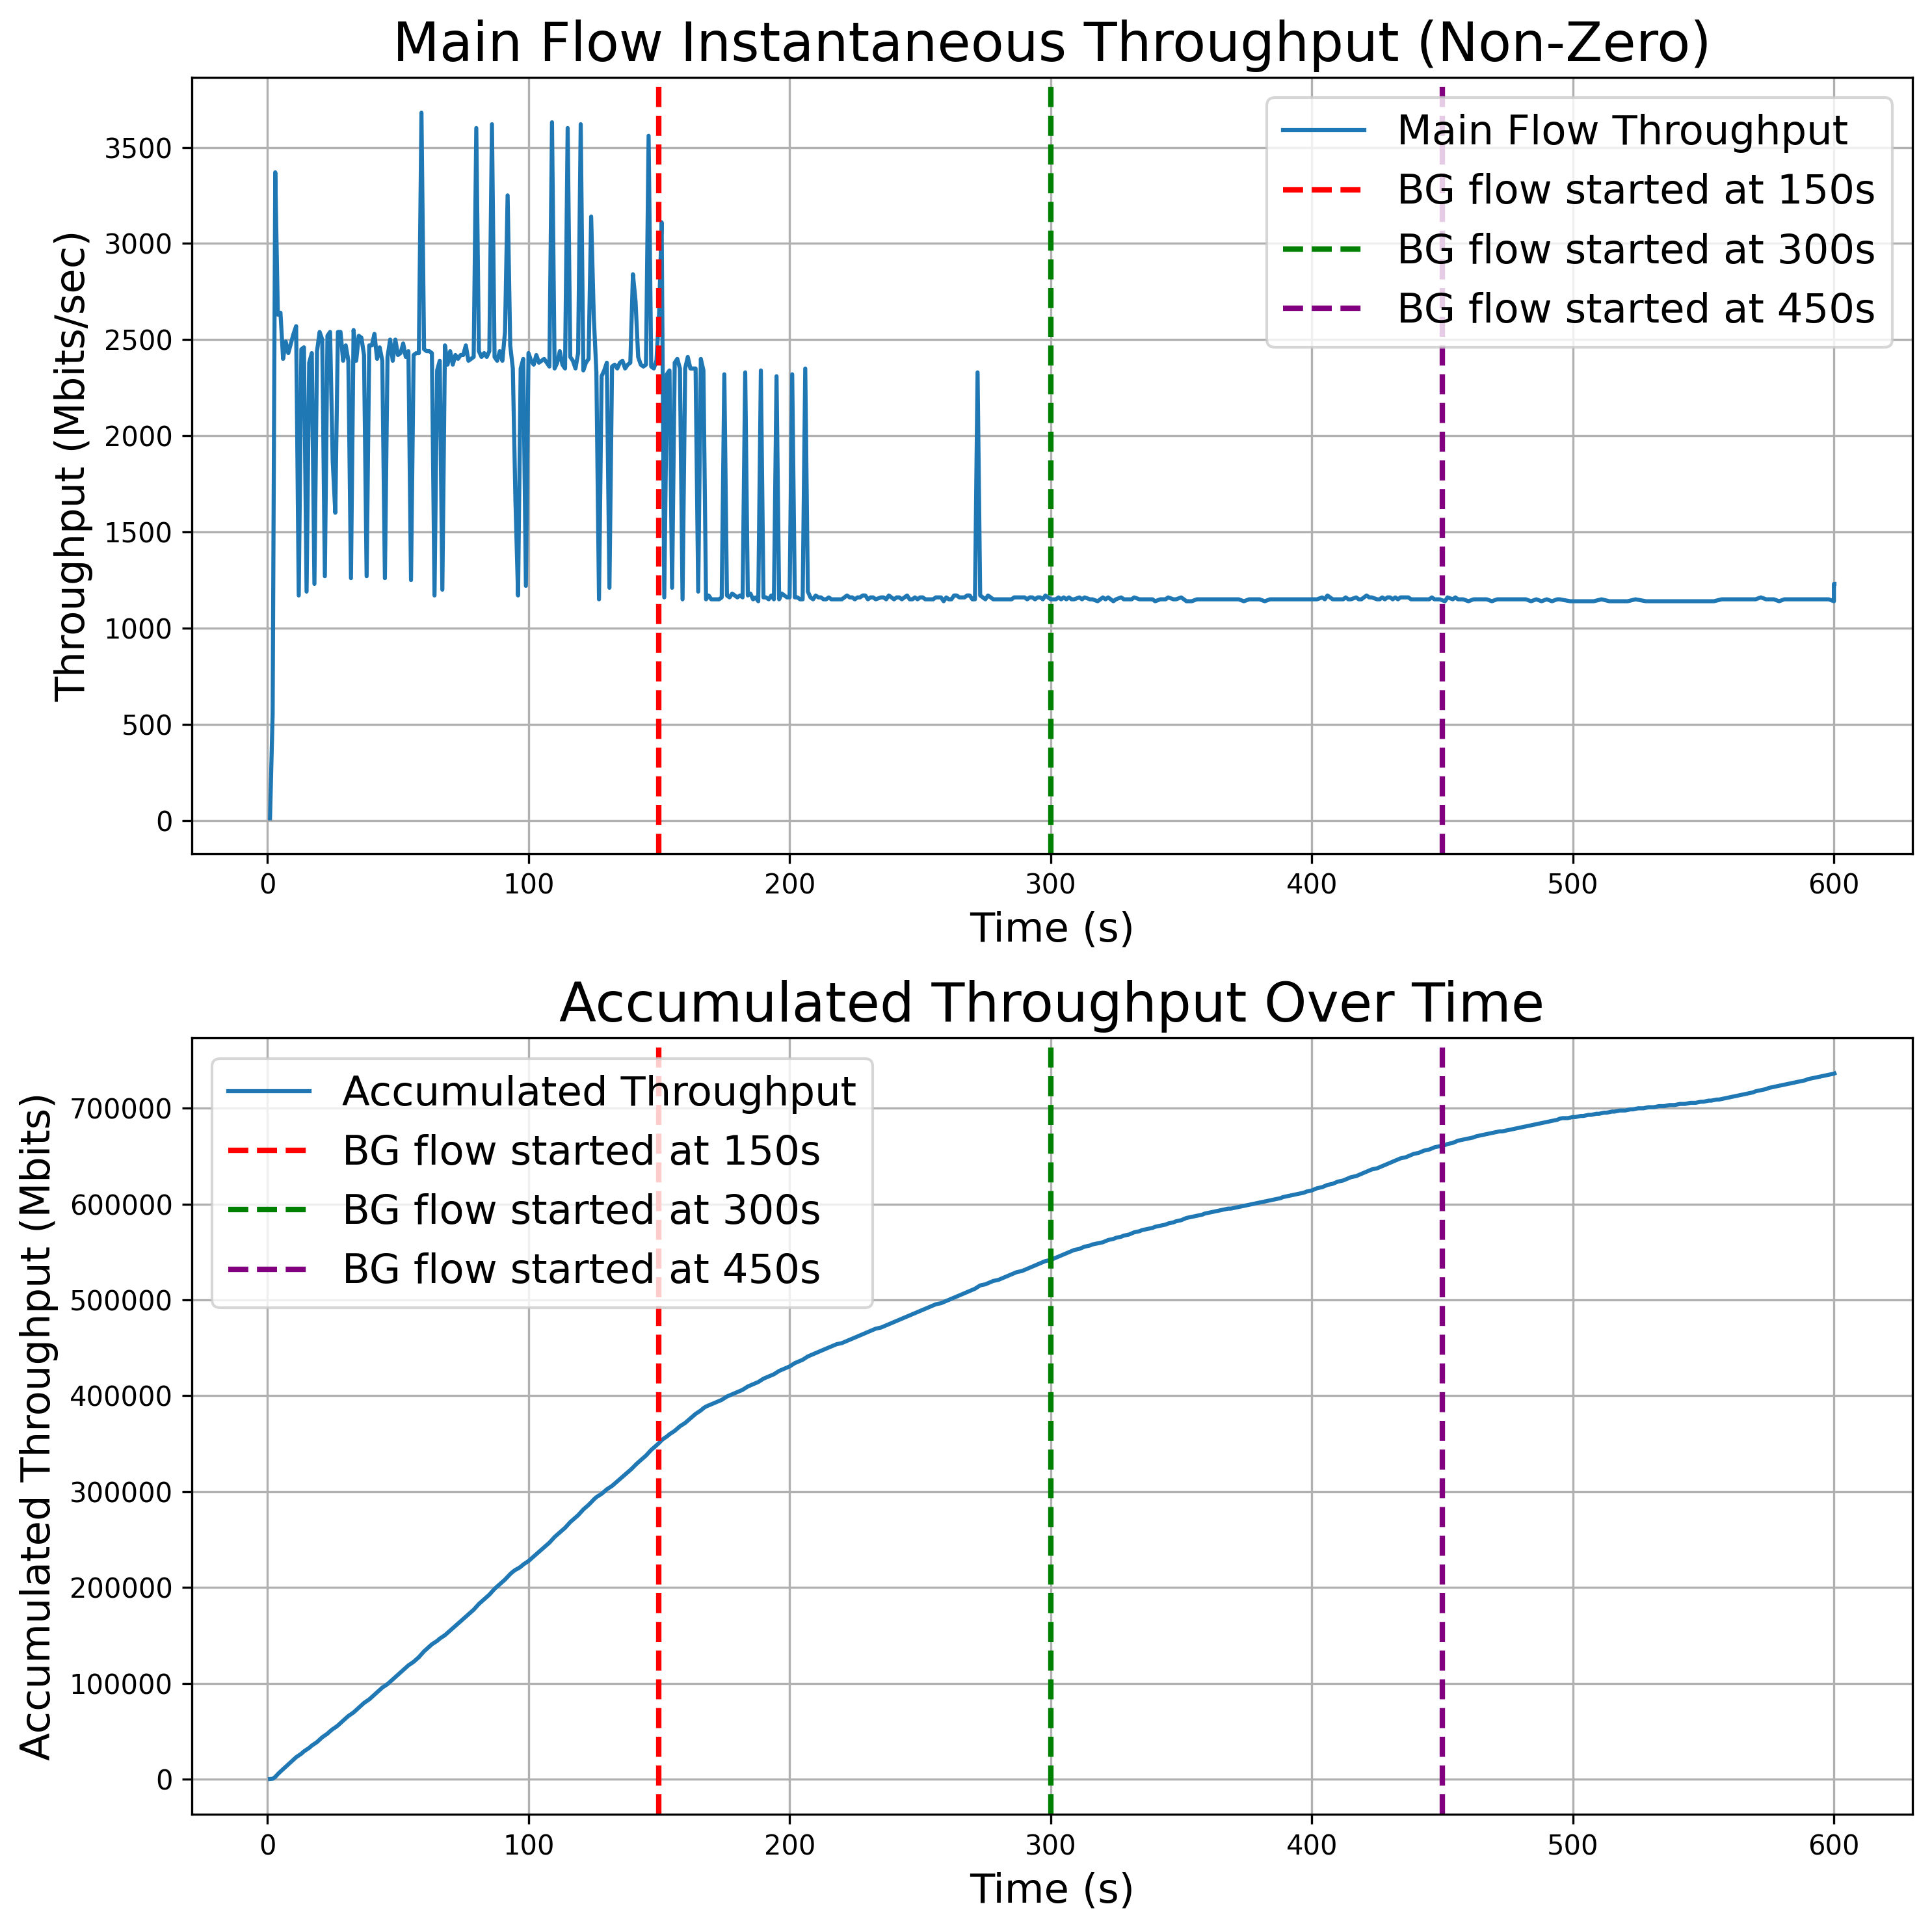 Main Flow Instantaneous Throughput (Non-Zero)
Throughput (Mbits/sec)
3500
3000
2500
2000
1500
1000
500
0
Main Flow Throughput
BG flow started at 150s
BG flow started at 300s
BG flow started at 450s
0 100 200 300 400 500 600
Time (s)
Accumulated Throughput Over Time
Accumulated Throughput (Mbits)
700000
600000
500000
400000
300000
200000
100000
0
Accumulated Throughput
BG flow started at 150s
BG flow started at 300s
BG flow started at 450s
0 100 200 300 400 500 600
Time (s)